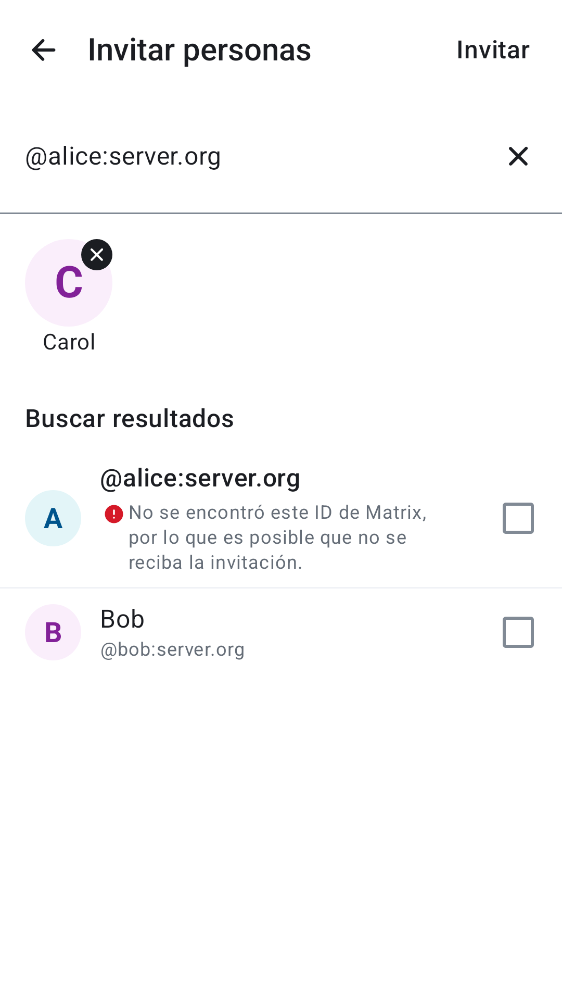 Invitar personas
Invitar
@alice:server.org
C
Carol
Buscar resultados
A
@alice:server.org
No se encontró este ID de Matrix,
por lo que es posible que no se
reciba la invitación.
B
Bob
@bob:server.org